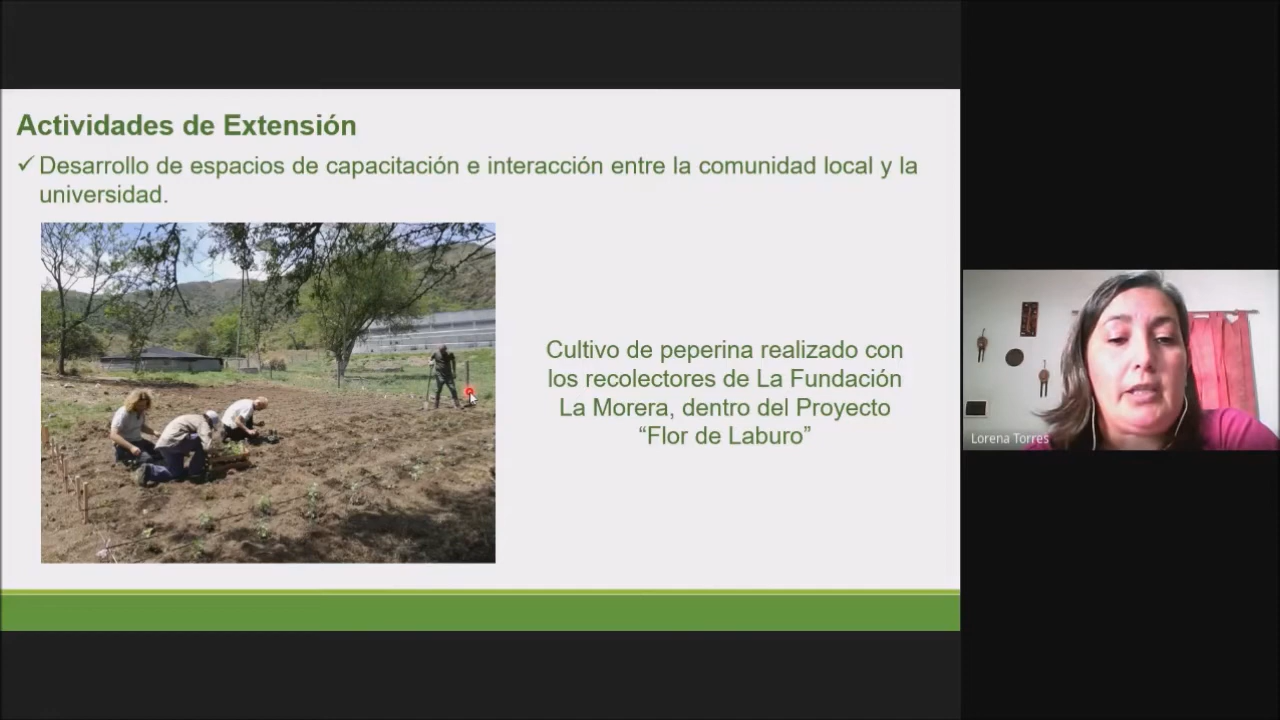 Actividades de Extensión
✓ Desarrollo de espacios de capacitación e interacción entre la comunidad local y la
universidad.
Cultivo de peperina realizado con
los recolectores de La Fundación
La Morera, dentro del Proyecto
“Flor de Laburo”
Lorena Torres